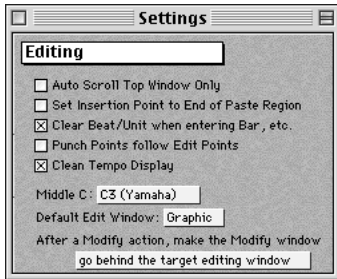 Settings
Editing
Auto Scroll Top Window Only
Set Insertion Point to End of Paste Region
Clear Beat/Unit when entering Bar, etc.
Punch Points follow Edit Points
Clean Tempo Display
Middle C: C3 (Yamaha)
Default Edit Window: Graphic
After a Modify action, make the Modify window
go behind the target editing window